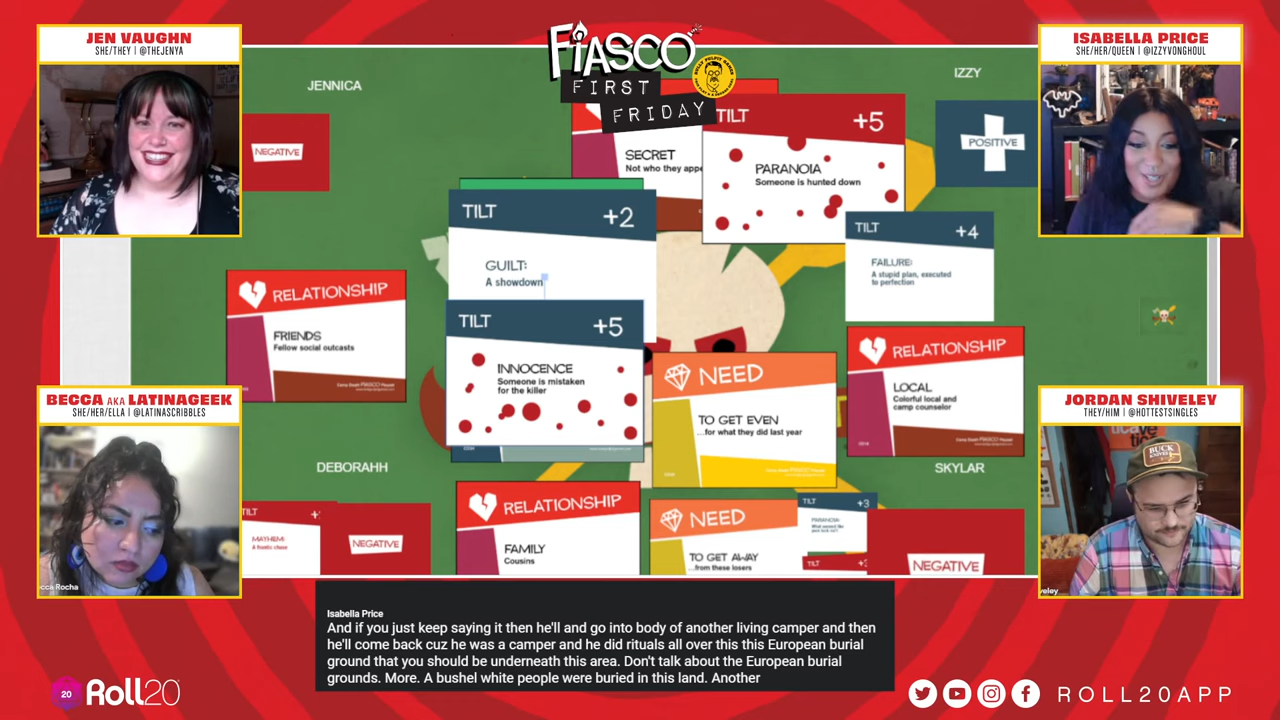 JEN VAUGHN
SHE/THEY | @THEJENYA
FIASCO
FIRST
FRIDAY
ISABELLA PRICE
SHE/HER/QUEEN | @IZZYVONGHOUL
JENNICA
IZZY
NEGATIVE
SECRET
Not who they appe
TILT +5
PARANOIA
Someone is hunted down
POSITIVE
TILT +2
GUILT:
A showdown
TILT +4
FAILURE:
A stupid plan, executed
to perfection
RELATIONSHIP
FRIENDS
Fellow social outcasts
TILT +5
INNOCENCE
Someone is mistaken
for the killer
NEED
TO GET EVEN
...for what they did last year
RELATIONSHIP
LOCAL
Colorful local and
camp counselor
BECCA AKA LATINAGEEK
SHE/HER/ELLA | @LATINASCRIBBLES
JORDAN SHIVELEY
THEY/HIM | @HOTTESTSINGLES
DEBORAHH
SKYLAR
TILT
MAYHEM:
A frantic chase
NEGATIVE
RELATIONSHIP
FAMILY
Cousins
NEED
TO GET AWAY
...from these losers
TILT +3
PARANOIA:
TILT
NEGATIVE
BUCK
KNIVES
cca Rocha
veley
Isabella Price
And if you just keep saying it then he'll and go into body of another living camper and then
he'll come back cuz he was a camper and he did rituals all over this this European burial
ground that you should be underneath this area. Don't talk about the European burial
grounds. More. A bushel white people were buried in this land. Another
20
Roll20
ROLL20APP